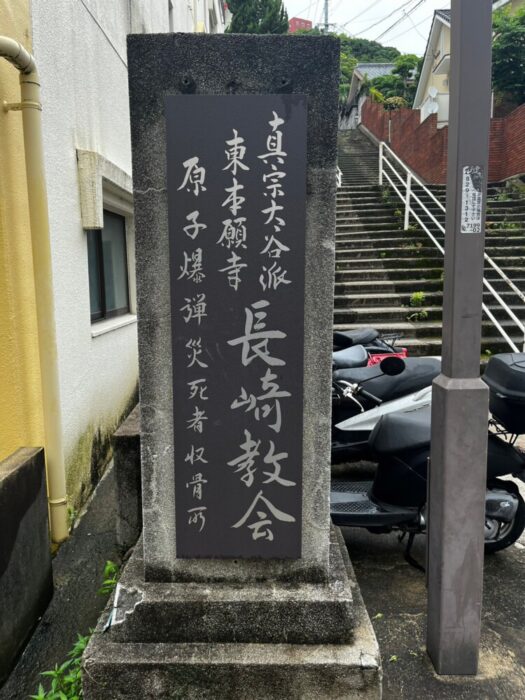 真宗大谷派
東本願寺
長崎教会
原子爆弾災死者収骨所